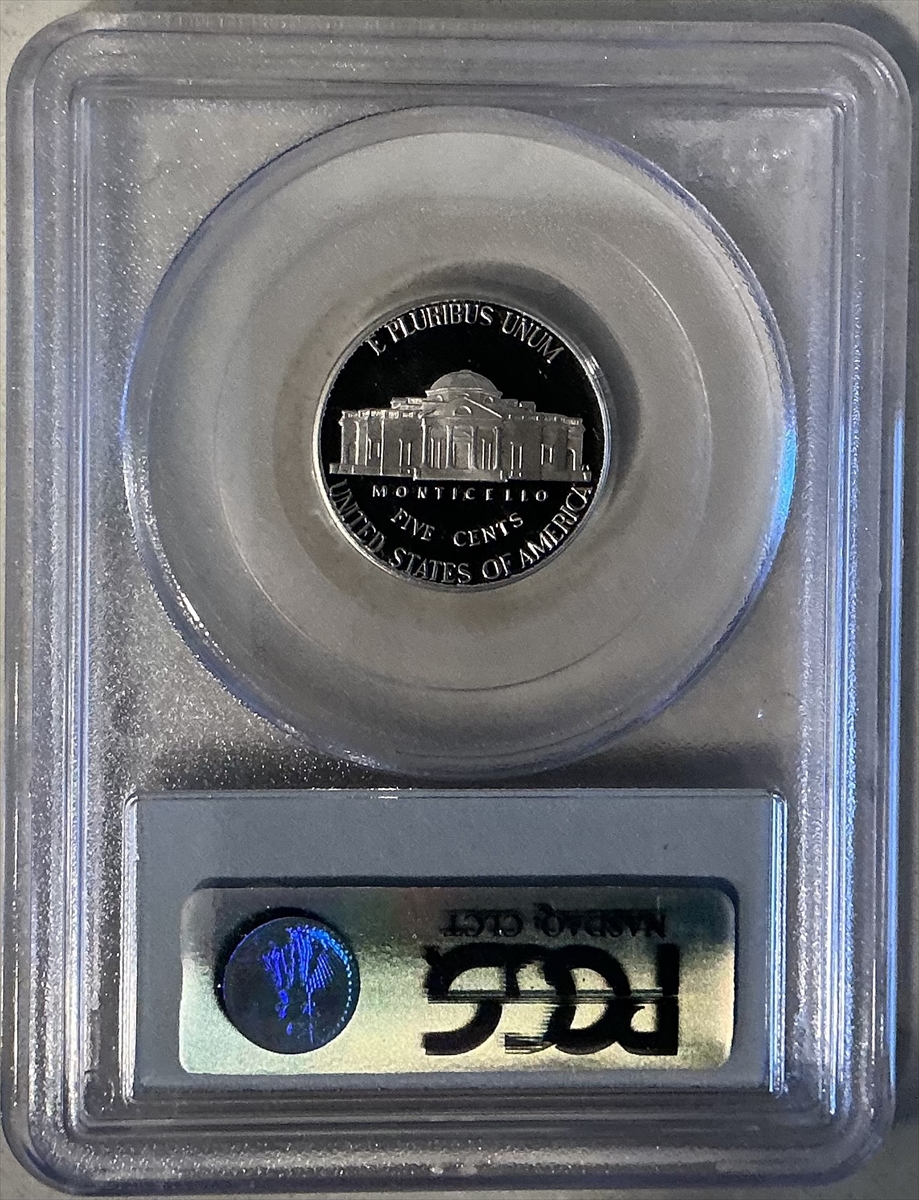 E PLURIBUS UNUM
MONTICELLO
FIVE CENTS
UNITED STATES OF AMERICA
PCGS
NASDAQ: CLCT